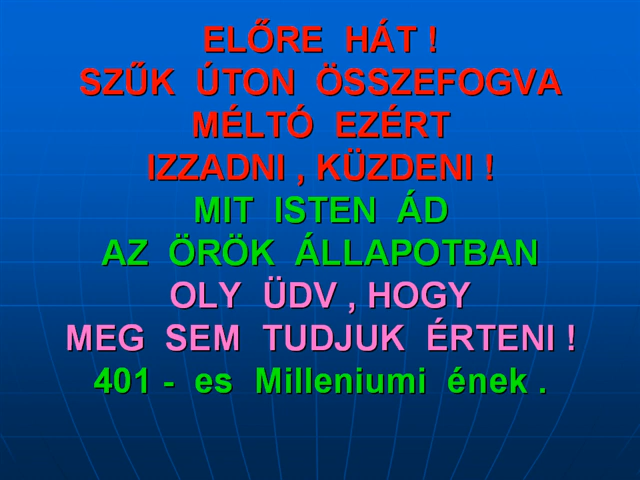 ELŐRE HÁT !
SZŰK ÚTON ÖSSZEFOGVA
MÉLTÓ EZÉRT
IZZADNI , KÜZDENI !
MIT ISTEN ÁD
AZ ÖRÖK ÁLLAPOTBAN
OLY ÜDV , HOGY
MEG SEM TUDJUK ÉRTENI !
401 - es Milleniumi ének .